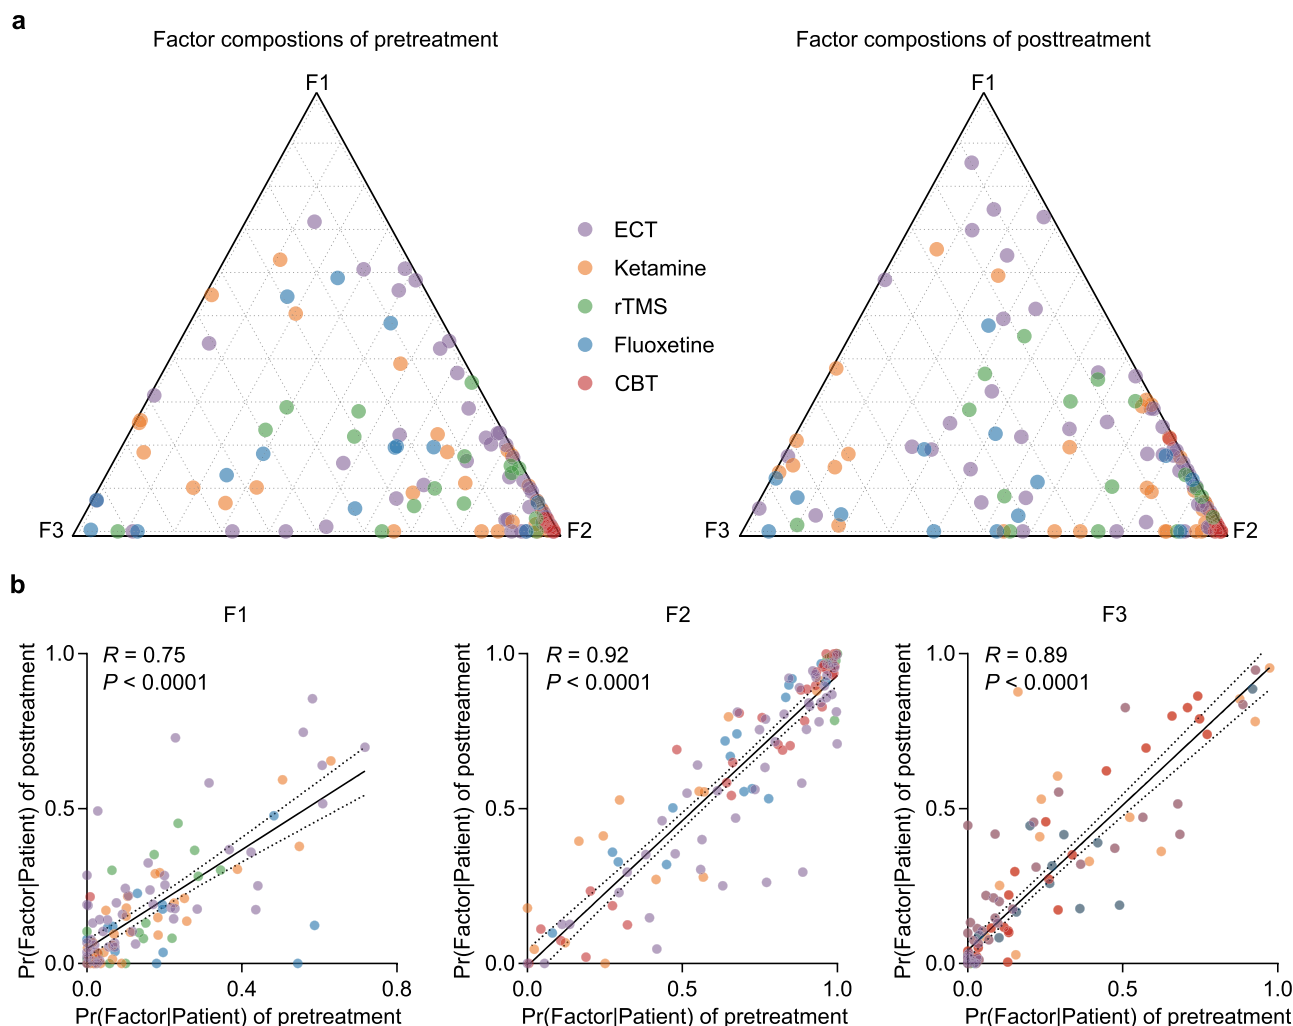 a
Factor compostions of pretreatment
Factor compostions of posttreatment
F1
F3
F2
ECT
Ketamine
rTMS
Fluoxetine
CBT
F1
F3
F2
b
F1
F2
F3
R = 0.75
P < 0.0001
Pr(Factor|Patient) of posttreatment
1.0
0.5
0.0
0.0
0.4
0.8
Pr(Factor|Patient) of pretreatment
R = 0.92
P < 0.0001
Pr(Factor|Patient) of posttreatment
1.0
0.5
0.0
0.0
0.5
1.0
Pr(Factor|Patient) of pretreatment
R = 0.89
P < 0.0001
Pr(Factor|Patient) of posttreatment
1.0
0.5
0.0
0.0
0.5
1.0
Pr(Factor|Patient) of pretreatment